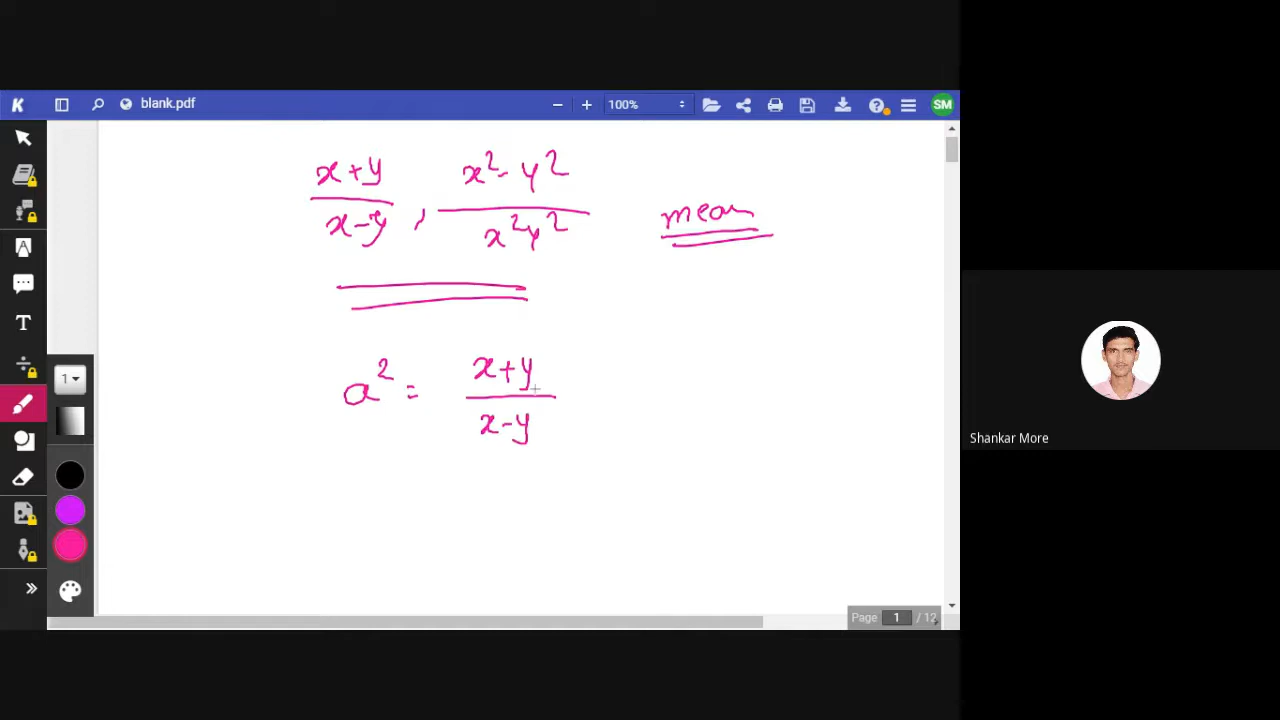 blank.pdf
100%
SM
x+y/x-y , x²-y²/x²y² mean
1
a² = x+y/x-y
T
Shankar More
Page 1 / 12